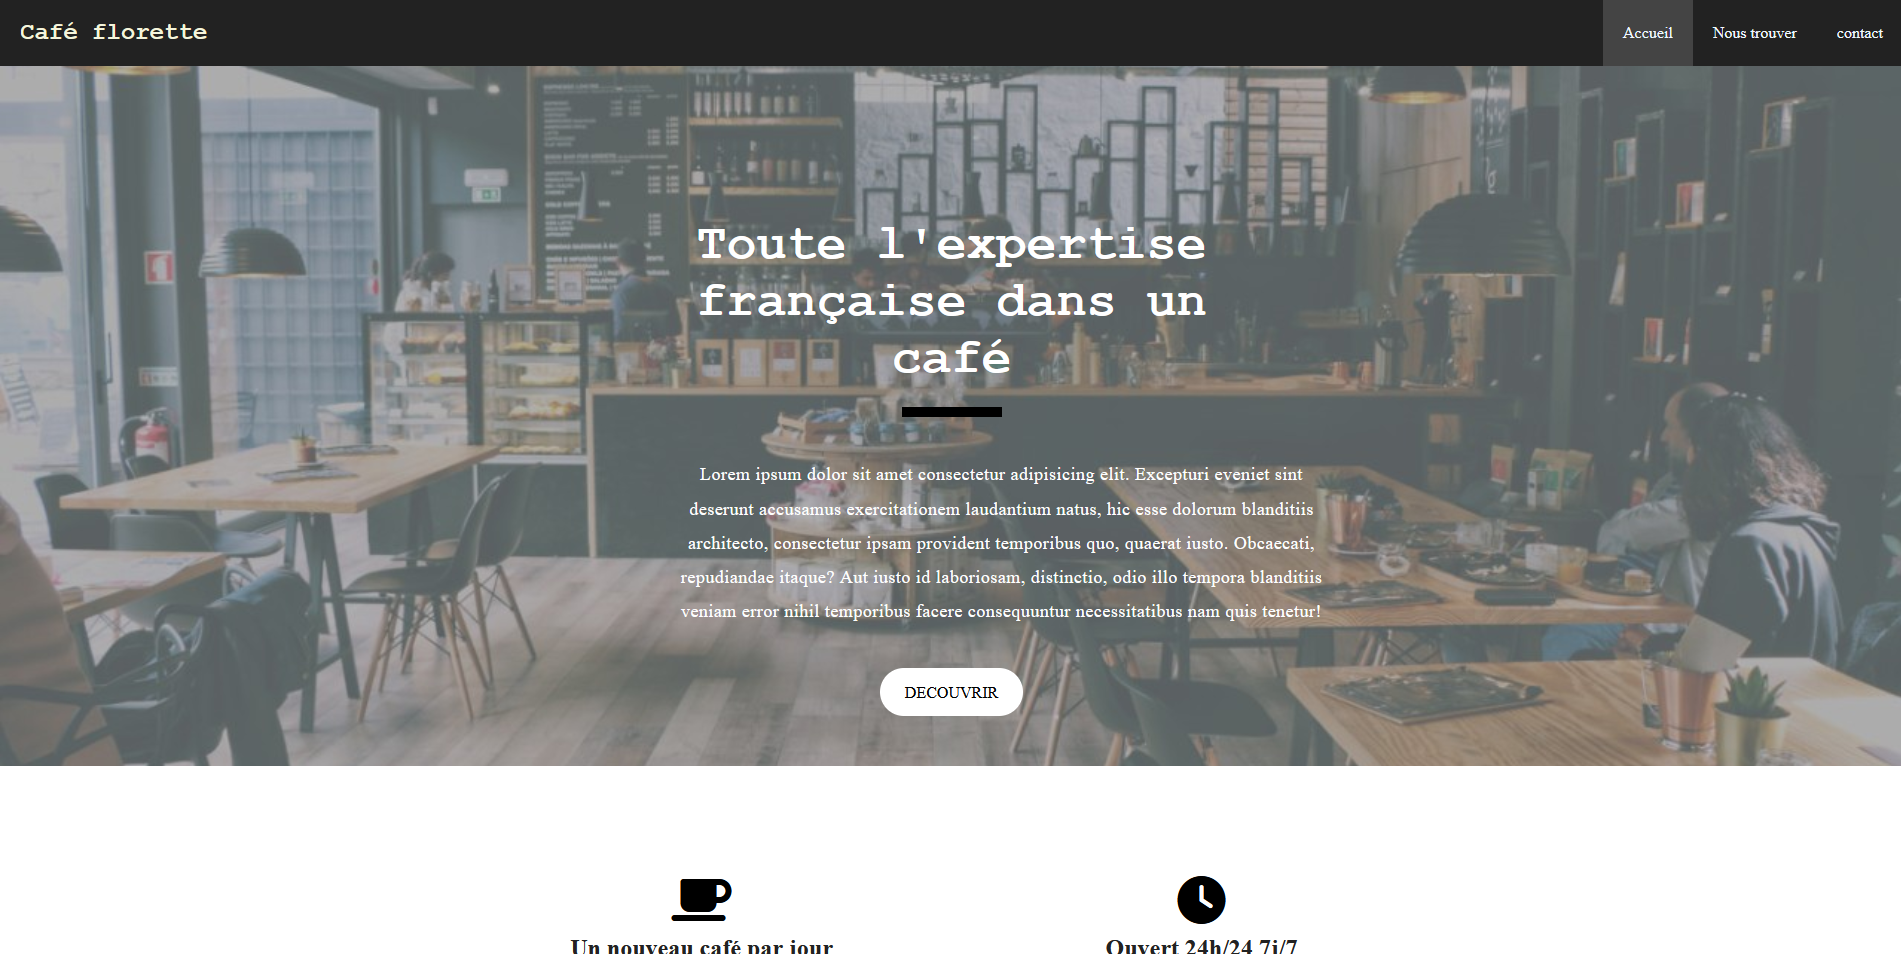 Café florette
Accueil
Nous trouver
contact
Toute l'expertise
française dans un
café
Lorem ipsum dolor sit amet consectetur adipisicing elit. Excepturi eveniet sint
deserunt accusamus exercitationem laudantium natus, hic esse dolorum blanditiis
architecto, consectetur ipsam provident temporibus quo, quaerat iusto. Obcaecati,
repudiandae itaque? Aut iusto id laboriosam, distinctio, odio illo tempora blanditiis
veniam error nihil temporibus facere consequuntur necessitatibus nam quis tenetur!
DECOUVRIR
Un nouveau café par jour
Ouvert 24h/24 7j/7